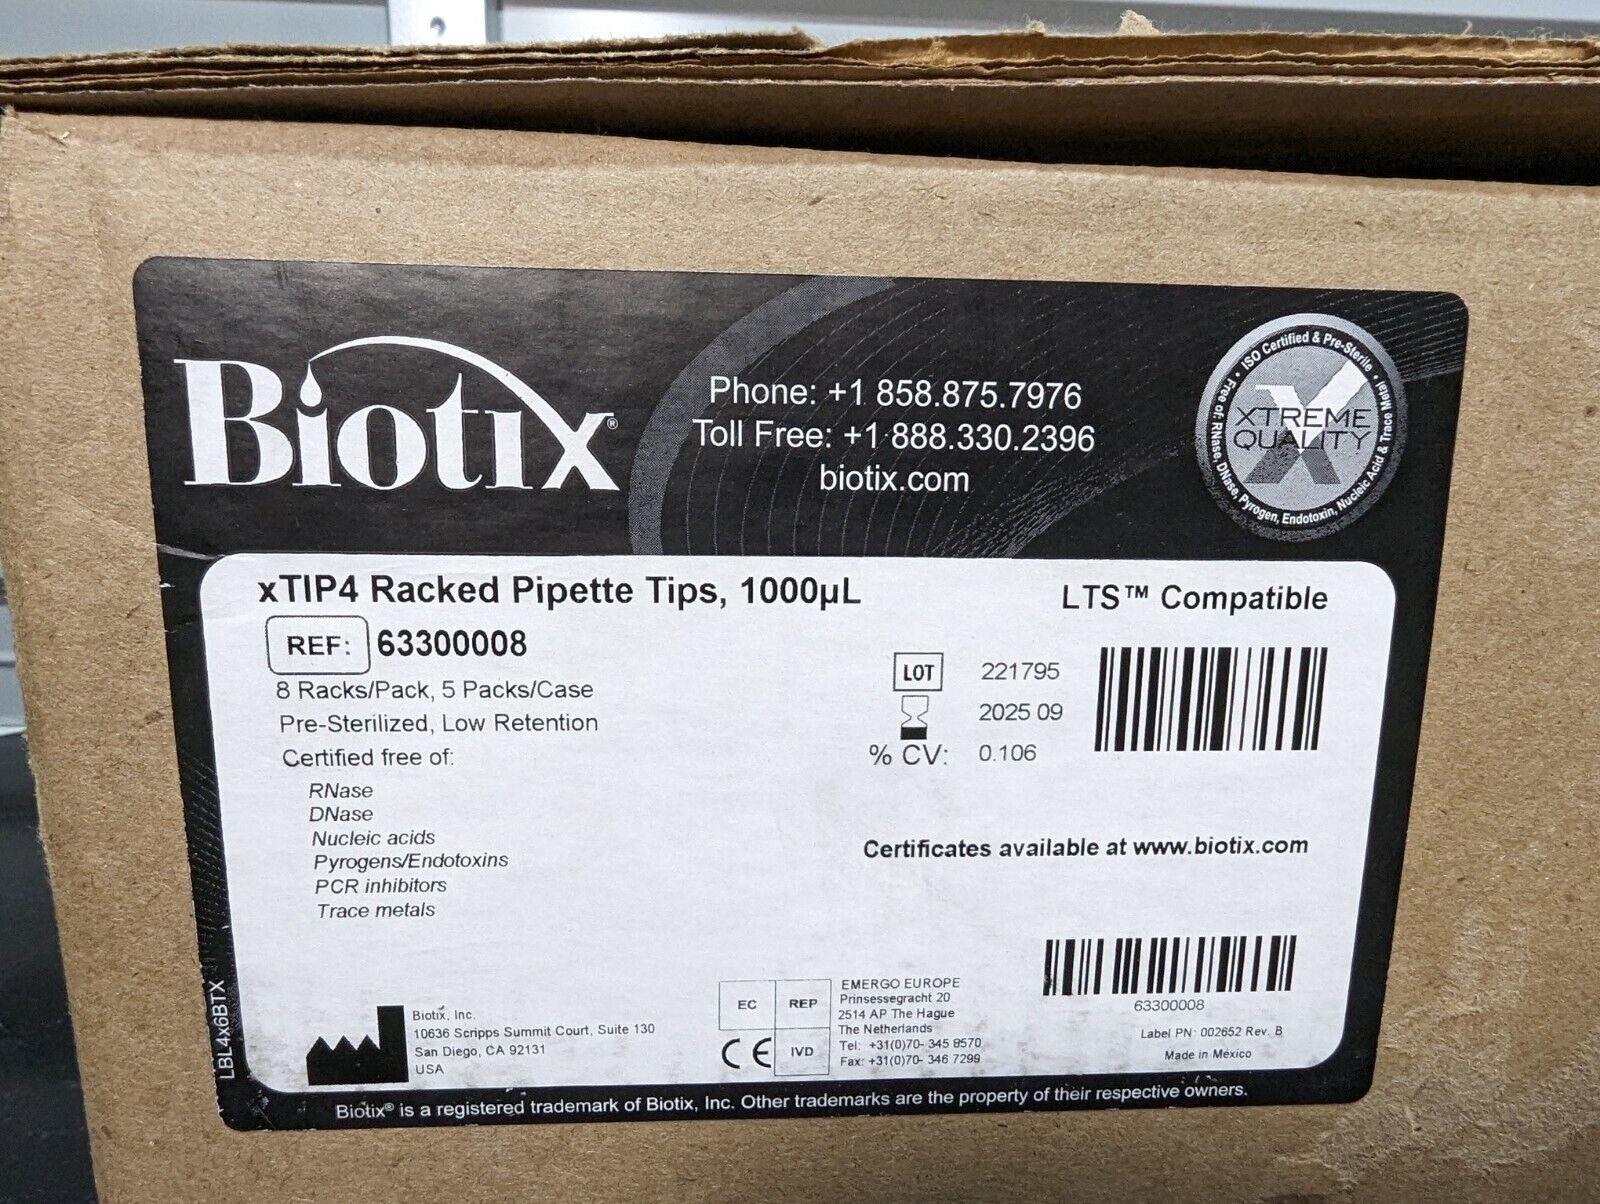 Biotix®
Phone: +1 858.875.7976
Toll Free: +1 888.330.2396
biotix.com
ISO Certified & Pre-Sterile • Free of: RNase, DNase, Pyrogen, Endotoxin, Nucleic Acid & Trace Metal •
XTREME
QUALITY
X
xTIP4 Racked Pipette Tips, 1000µL
LTS™ Compatible
REF: 63300008
8 Racks/Pack, 5 Packs/Case
Pre-Sterilized, Low Retention
Certified free of:
RNase
DNase
Nucleic acids
Pyrogens/Endotoxins
PCR inhibitors
Trace metals
LOT 221795
2025 09
% CV: 0.106
Certificates available at www.biotix.com
63300008
Label PN: 002652 Rev. B
Made in México
Biotix, Inc.
10636 Scripps Summit Court, Suite 130
San Diego, CA 92131
USA
EC REP
CE IVD
EMERGO EUROPE
Prinsessegracht 20
2514 AP The Hague
The Netherlands
Tel: +31(0)70- 345 8570
Fax: +31(0)70- 346 7299
LBL4x6BTX
Biotix® is a registered trademark of Biotix, Inc. Other trademarks are the property of their respective owners.